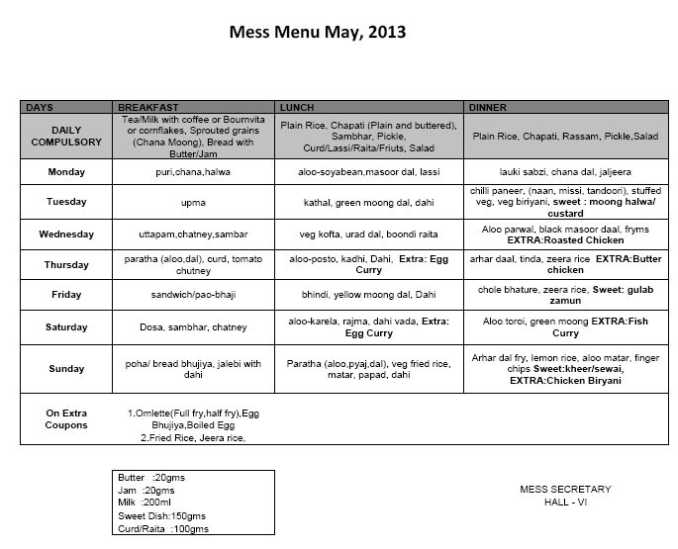 Mess Menu May, 2013
DAYS BREAKFAST LUNCH DINNER
DAILY
COMPULSORY
Tea/Milk with coffee or Bournvita
or cornflakes, Sprouted grains
(Chana Moong), Bread with
Butter/Jam
Plain Rice, Chapati (Plain and buttered),
Sambhar, Pickle,
Curd/Lassi/Raita/Friuts, Salad
Plain Rice, Chapati, Rassam, Pickle,Salad
Monday
puri,chana,halwa
aloo-soyabean,masoor dal, lassi
lauki sabzi, chana dal, jaljeera
Tuesday
upma
kathal, green moong dal, dahi
chilli paneer, (naan, missi, tandoori), stuffed
veg, veg biriyani, sweet : moong halwa/
custard
Wednesday
uttapam,chatney,sambar
veg kofta, urad dal, boondi raita
Aloo parwal, black masoor daal, fryms
EXTRA:Roasted Chicken
Thursday
paratha (aloo,dal), curd, tomato
chutney
aloo-posto, kadhi, Dahi, Extra: Egg
Curry
arhar daal, tinda, zeera rice EXTRA:Butter
chicken
Friday
sandwich/pao-bhaji
bhindi, yellow moong dal, Dahi
chole bhature, zeera rice, Sweet: gulab
zamun
Saturday
Dosa, sambhar, chatney
aloo-karela, rajma, dahi vada, Extra:
Egg Curry
Aloo toroi, green moong EXTRA:Fish
Curry
Sunday
poha/ bread bhujiya, jalebi with
dahi
Paratha (aloo,pyaj,dal), veg fried rice,
matar, papad, dahi
Arhar dal fry, lemon rice, aloo matar, finger
chips Sweet:kheer/sewai,
EXTRA:Chicken Biryani
On Extra
Coupons
1.Omlette(Full fry,half fry),Egg
Bhujiya,Boiled Egg
2.Fried Rice, Jeera rice,
Butter :20gms
Jam :20gms
Milk :200ml
Sweet Dish:150gms
Curd/Raita :100gms
MESS SECRETARY
HALL - VI